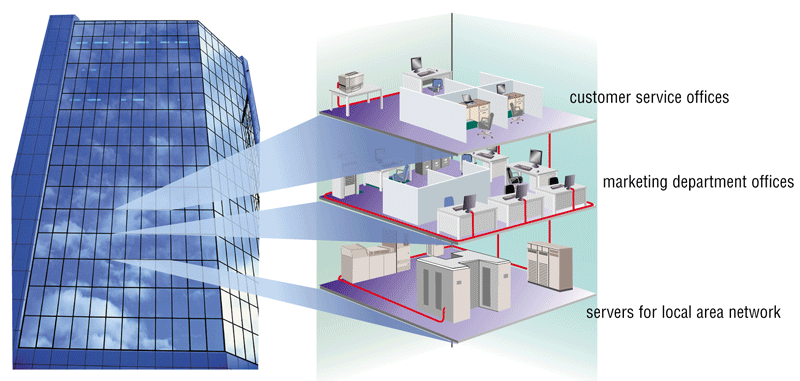 customer service offices
marketing department offices
servers for local area network